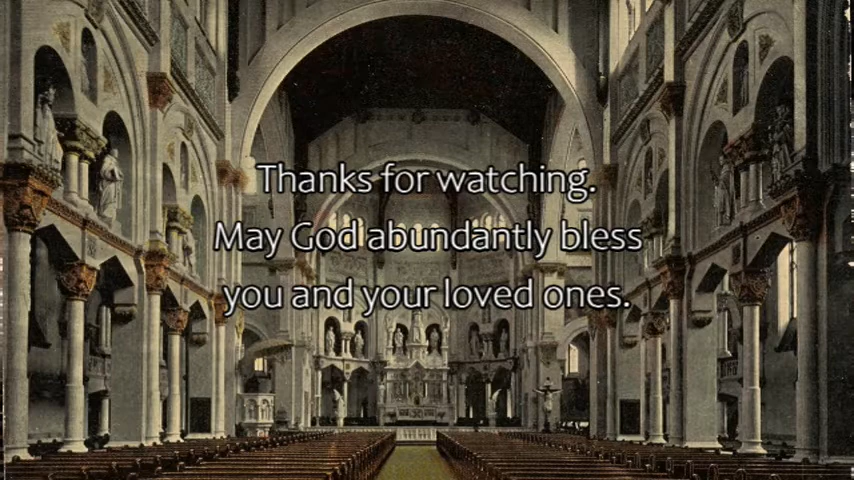 Thanks for watching.
May God abundantly bless
you and your loved ones.